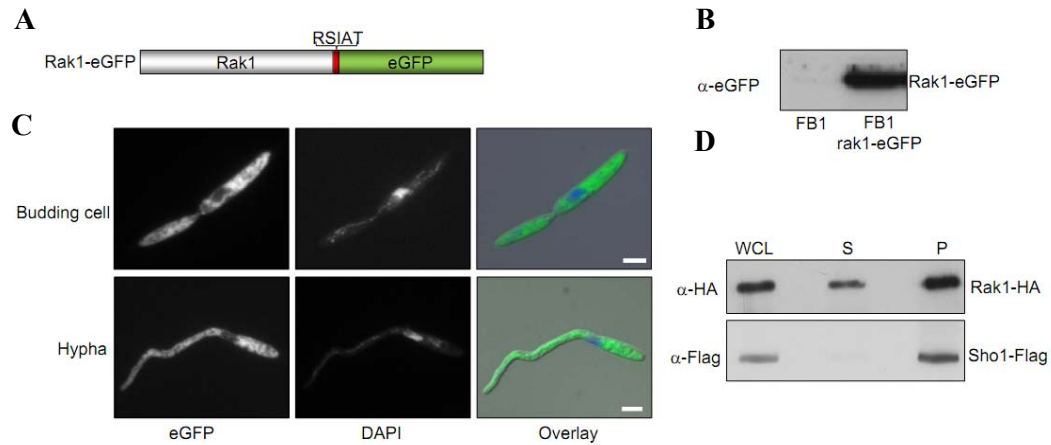 A
RSIAT
Rak1-eGFP
Rak1
eGFP
B
α-eGFP
Rak1-eGFP
FB1
FB1
rak1-eGFP
C
Budding cell
Hypha
eGFP
DAPI
Overlay
D
WCL
S
P
α-HA
Rak1-HA
α-Flag
Sho1-Flag